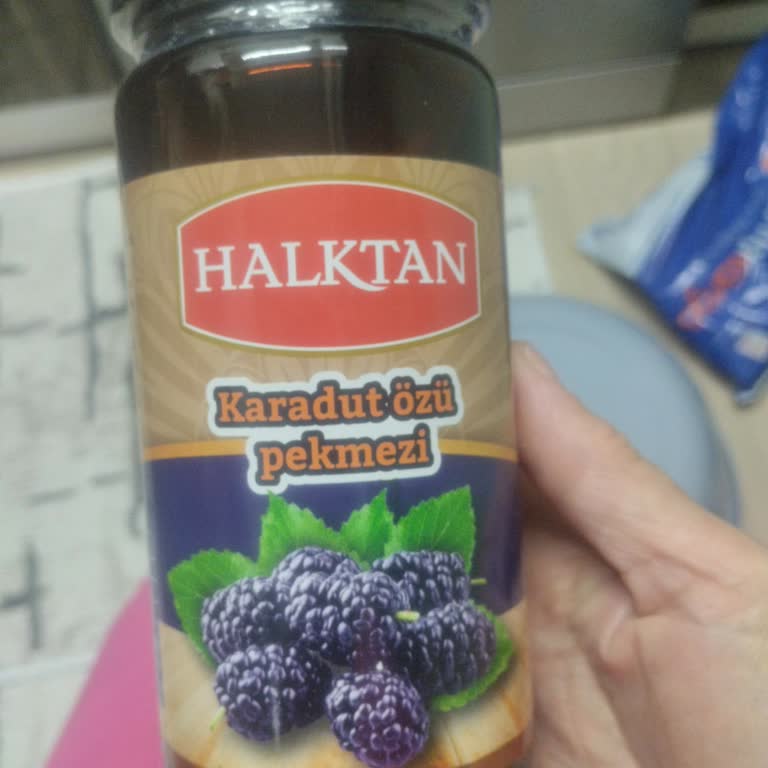 HALKTAN
Karadut özü
pekmezi